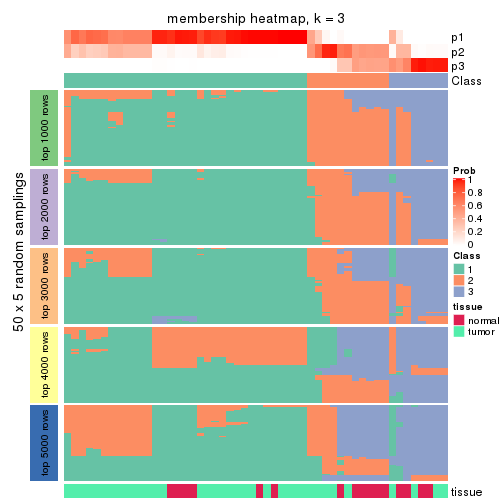 membership heatmap, k = 3
p1
p2
p3
Class
50 x 5 random samplings
top 1000 rows
top 2000 rows
top 3000 rows
top 4000 rows
top 5000 rows
Prob
1
0.8
0.6
0.4
0.2
0
Class
1
2
3
tissue
normal
tumor
tissue